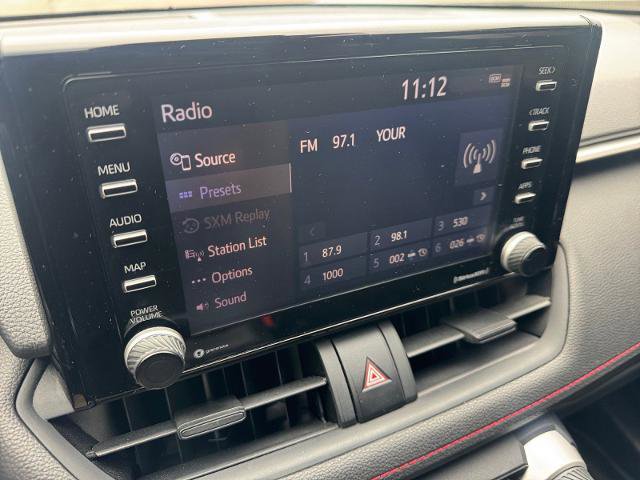 HOME
MENU
AUDIO
MAP
POWER
VOLUME
Radio
11:12
Source
Presets
SXM Replay
Station List
Options
Sound
FM 97.1 YOUR
1 87.9
2 98.1
3 530
4 1000
5 002
6 026
gracenote
SEEK>
<TRACK
PHONE
APPS
TUNE